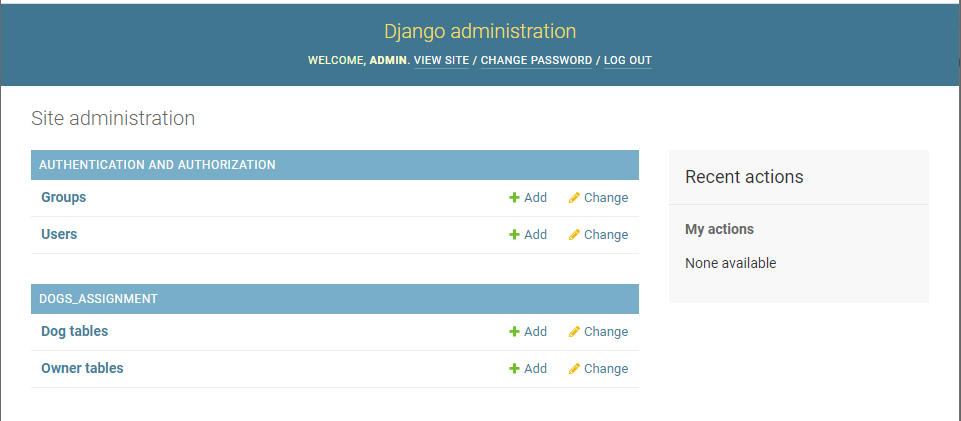 Django administration
WELCOME, ADMIN. VIEW SITE / CHANGE PASSWORD / LOG OUT
Site administration
AUTHENTICATION AND AUTHORIZATION
Groups Add Change
Users Add Change
DOGS_ASSIGNMENT
Dog tables Add Change
Owner tables Add Change
Recent actions
My actions
None available